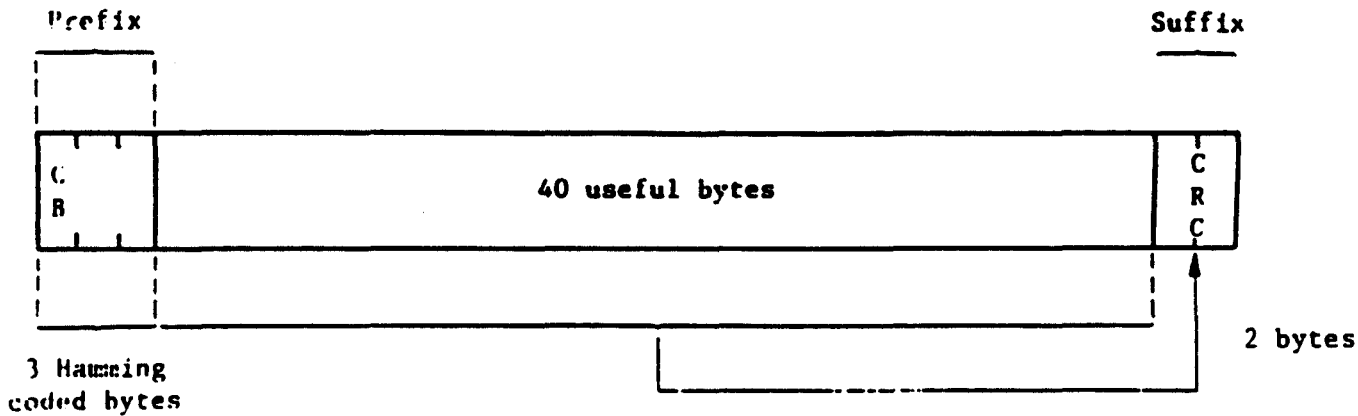 Prefix
Suffix
C
B
40 useful bytes
C
R
C
2 bytes
3 Hamming
coded bytes